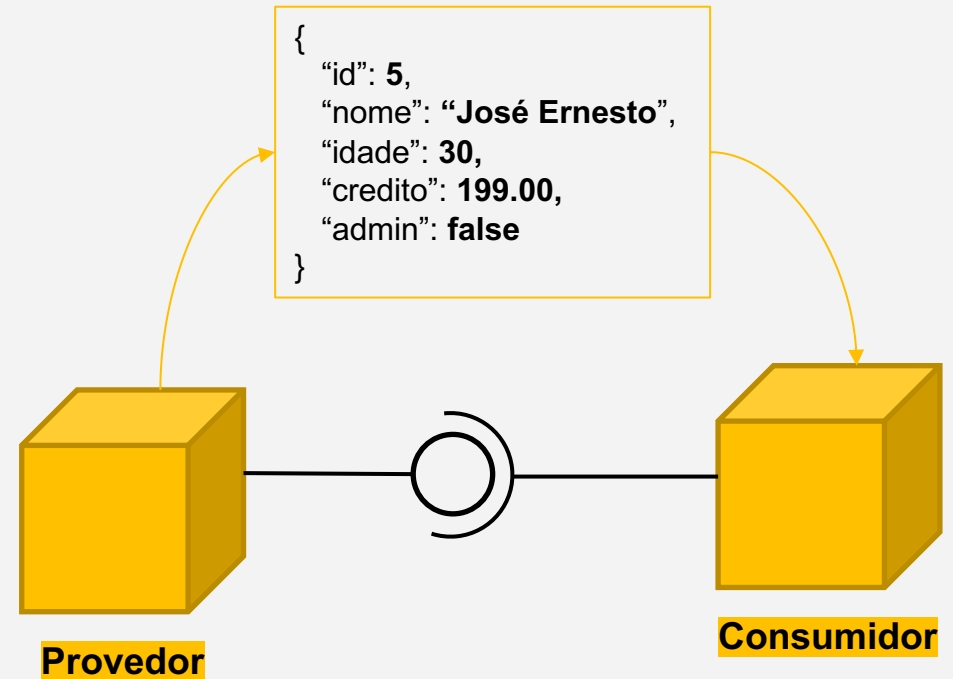 {
“id”: 5,
“nome”: “José Ernesto”,
“idade”: 30,
“credito”: 199.00,
“admin”: false
}
Consumidor
Provedor